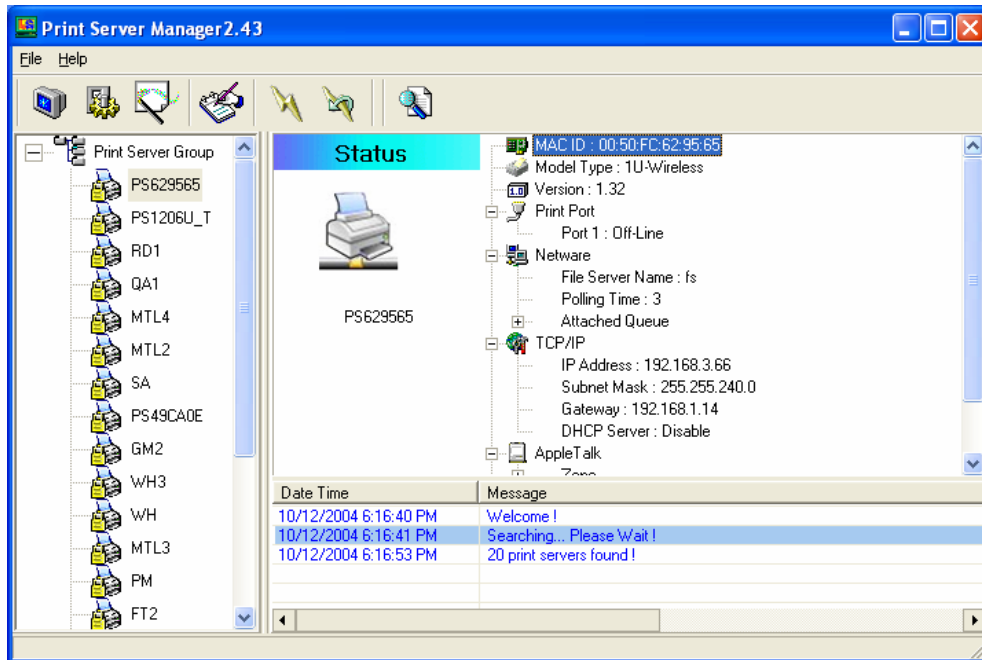 Print Server Manager2.43
File Help
Print Server Group
PS629565
PS1206U_T
RD1
QA1
MTL4
MTL2
SA
PS49CA0E
GM2
WH3
WH
MTL3
PM
FT2
Status
PS629565
MAC ID : 00:50:FC:62:95:65
Model Type : 1U-Wireless
1.0 Version : 1.32
Print Port
Port 1 : Off-Line
Netware
File Server Name : fs
Polling Time : 3
Attached Queue
TCP/IP
IP Address : 192.168.3.66
Subnet Mask : 255.255.240.0
Gateway : 192.168.1.14
DHCP Server : Disable
AppleTalk
Zone
Date Time Message
10/12/2004 6:16:40 PM Welcome !
10/12/2004 6:16:41 PM Searching... Please Wait !
10/12/2004 6:16:53 PM 20 print servers found !